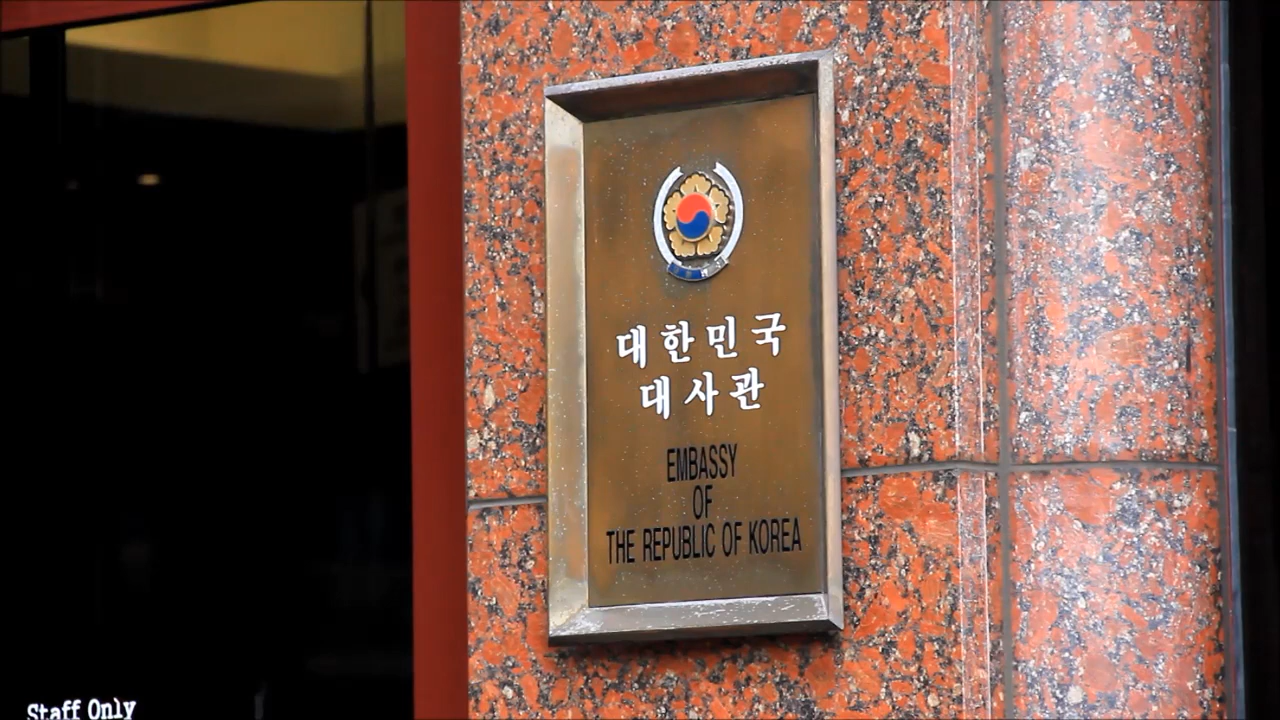 대한민국
대사관
EMBASSY
OF
THE REPUBLIC OF KOREA
Staff Only